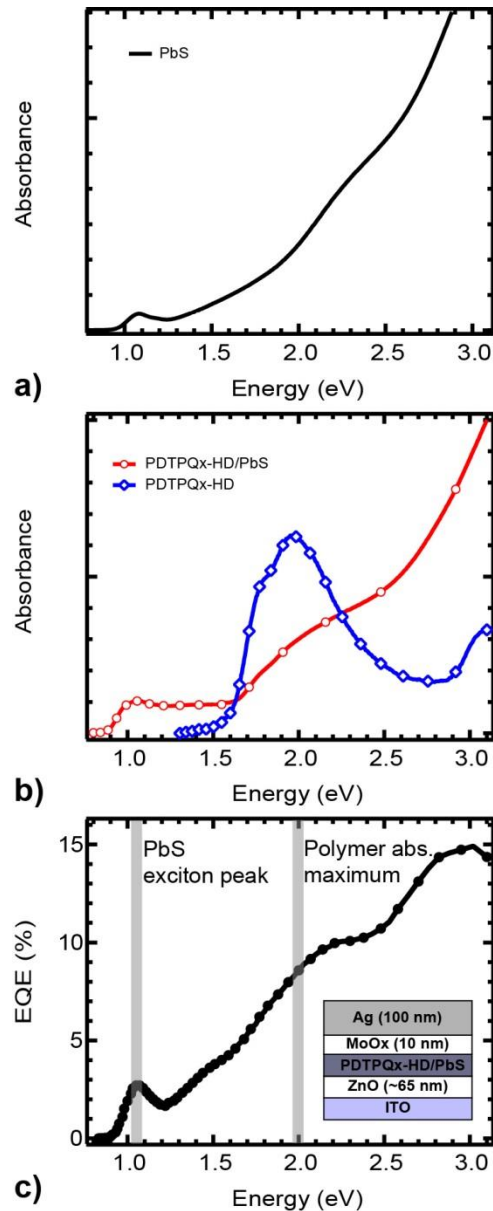 PbS
Absorbance
1.0 1.5 2.0 2.5 3.0
Energy (eV)
a)
PDTPQx-HD/PbS
PDTPQx-HD
Absorbance
1.0 1.5 2.0 2.5 3.0
Energy (eV)
b)
15
10
5
0
EQE (%)
PbS
exciton peak
Polymer abs.
maximum
Ag (100 nm)
MoOx (10 nm)
PDTPQx-HD/PbS
ZnO (~65 nm)
ITO
1.0 1.5 2.0 2.5 3.0
Energy (eV)
c)